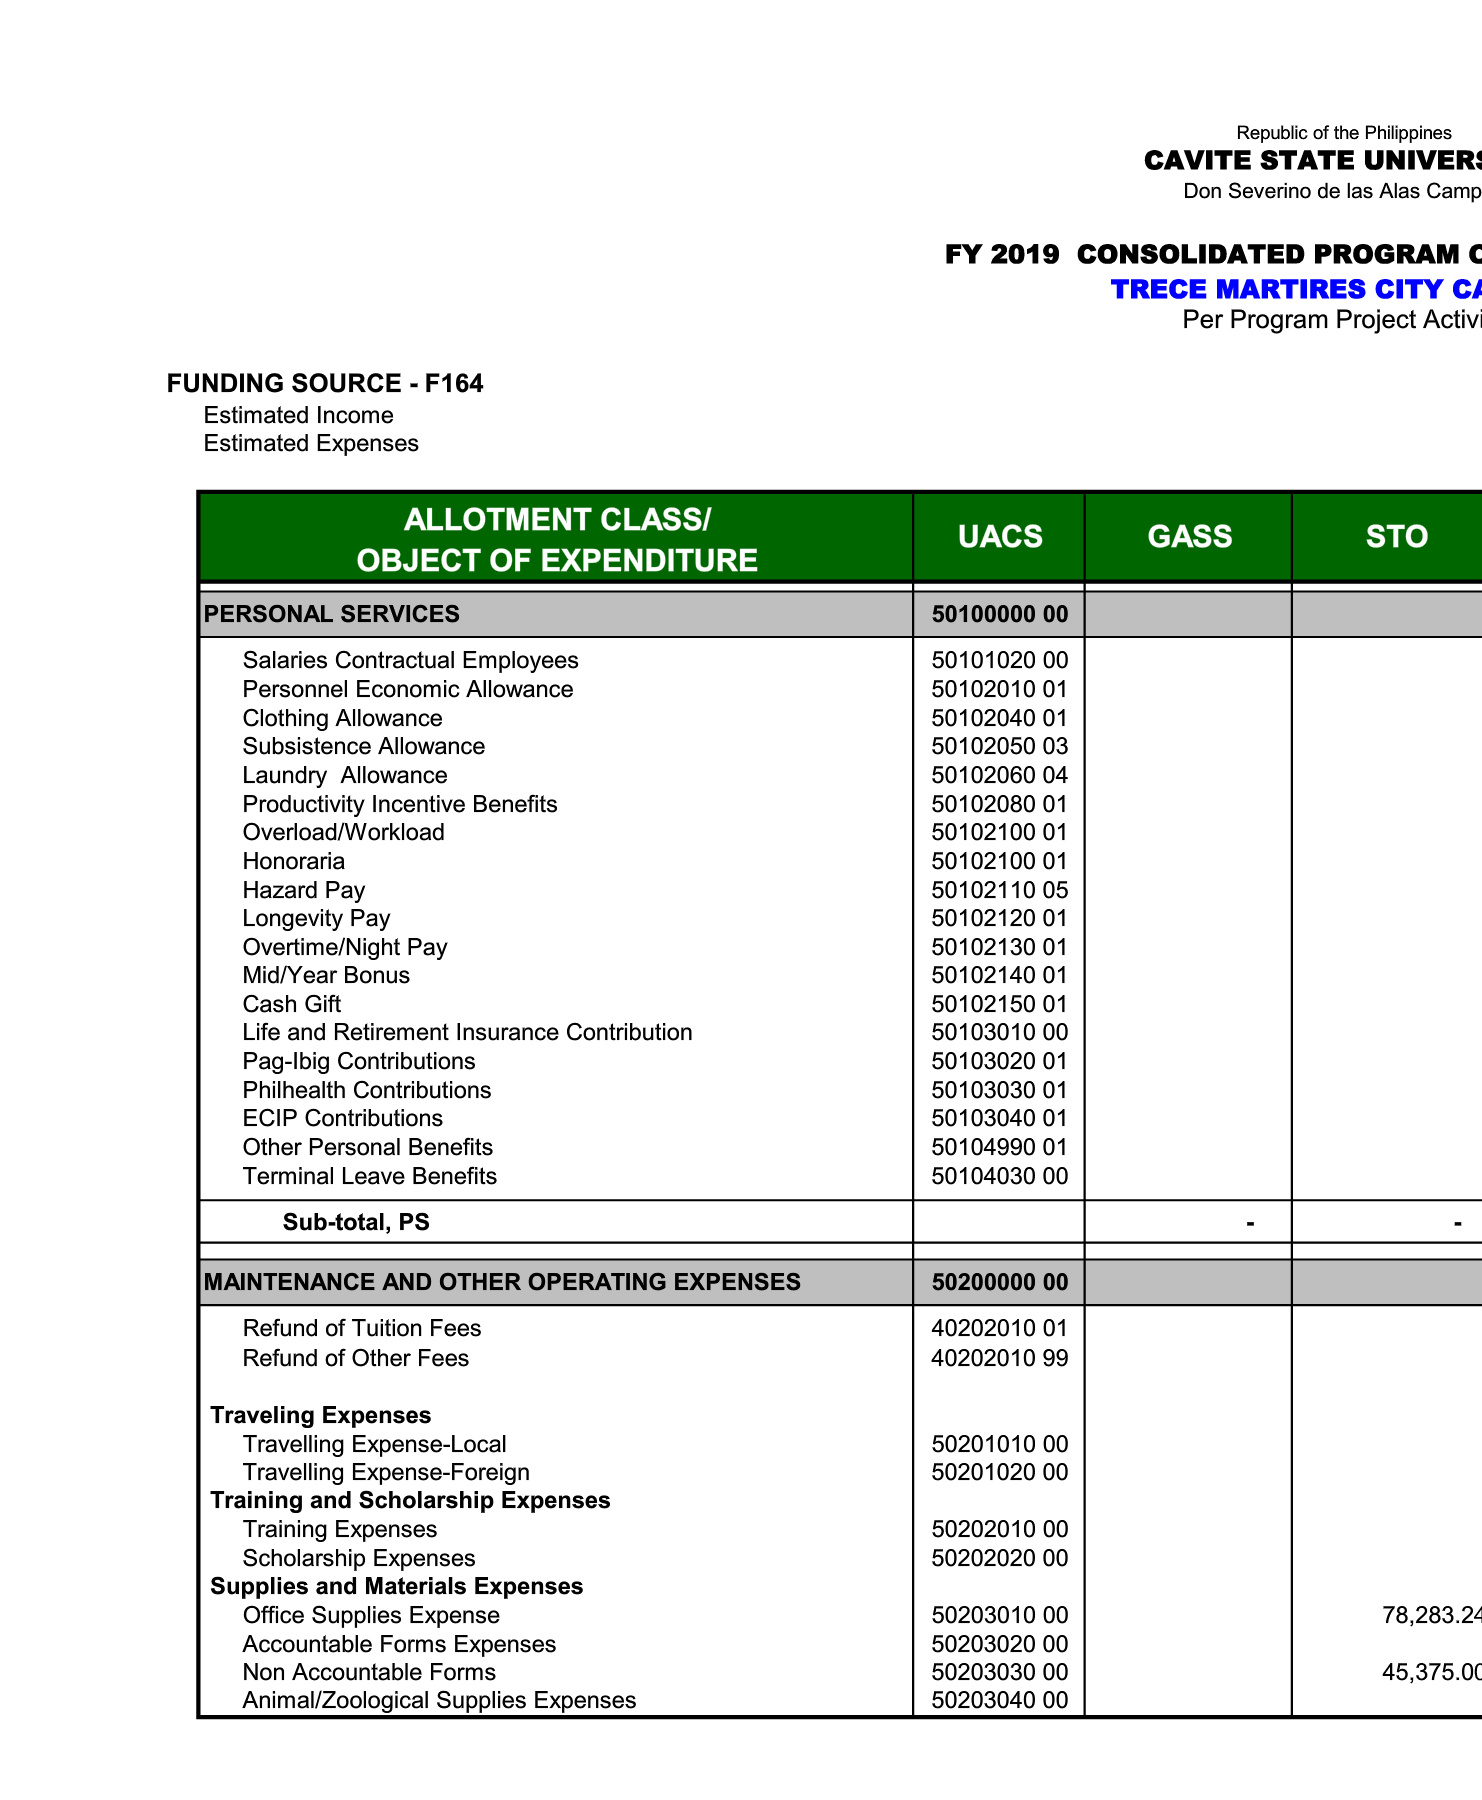 Republic of the Philippines
CAVITE STATE UNIVERS
Don Severino de las Alas Camp
FY 2019 CONSOLIDATED PROGRAM O
TRECE MARTIRES CITY CA
Per Program Project Activi
FUNDING SOURCE - F164
Estimated Income
Estimated Expenses
ALLOTMENT CLASS/
OBJECT OF EXPENDITURE UACS GASS STO
PERSONAL SERVICES 50100000 00
Salaries Contractual Employees 50101020 00
Personnel Economic Allowance 50102010 01
Clothing Allowance 50102040 01
Subsistence Allowance 50102050 03
Laundry Allowance 50102060 04
Productivity Incentive Benefits 50102080 01
Overload/Workload 50102100 01
Honoraria 50102100 01
Hazard Pay 50102110 05
Longevity Pay 50102120 01
Overtime/Night Pay 50102130 01
Mid/Year Bonus 50102140 01
Cash Gift 50102150 01
Life and Retirement Insurance Contribution 50103010 00
Pag-Ibig Contributions 50103020 01
Philhealth Contributions 50103030 01
ECIP Contributions 50103040 01
Other Personal Benefits 50104990 01
Terminal Leave Benefits 50104030 00
Sub-total, PS - -
MAINTENANCE AND OTHER OPERATING EXPENSES 50200000 00
Refund of Tuition Fees 40202010 01
Refund of Other Fees 40202010 99
Traveling Expenses
Travelling Expense-Local 50201010 00
Travelling Expense-Foreign 50201020 00
Training and Scholarship Expenses
Training Expenses 50202010 00
Scholarship Expenses 50202020 00
Supplies and Materials Expenses
Office Supplies Expense 50203010 00 78,283.24
Accountable Forms Expenses 50203020 00
Non Accountable Forms 50203030 00 45,375.00
Animal/Zoological Supplies Expenses 50203040 00